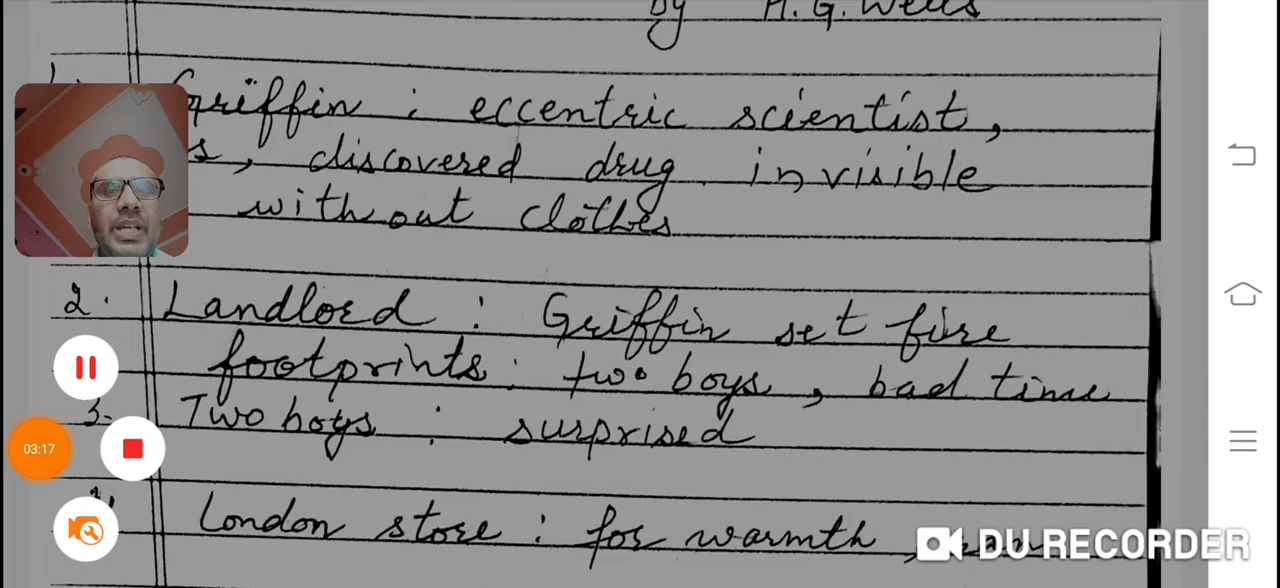 by H. G. Wells
Griffin : eccentric scientist,
s, discovered drug invisible
without clothes
2. Landlord : Griffin set fire
footprints : two boys, bad time
3- Two boys : surprised
London store : for warmth,
03:17
DU RECORDER